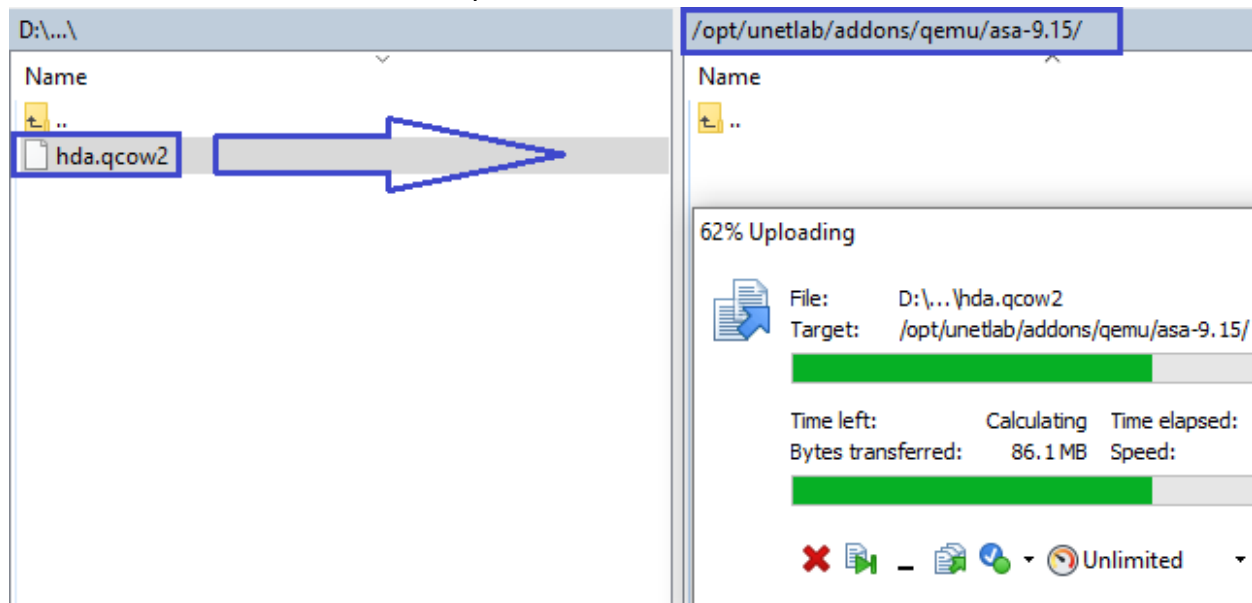 D:\...\
Name
..
hda.qcow2
/opt/unetlab/addons/qemu/asa-9.15/
Name
..
62% Uploading
File: D:\...\hda.qcow2
Target: /opt/unetlab/addons/qemu/asa-9.15/
Time left: Calculating Time elapsed:
Bytes transferred: 86.1 MB Speed:
Unlimited